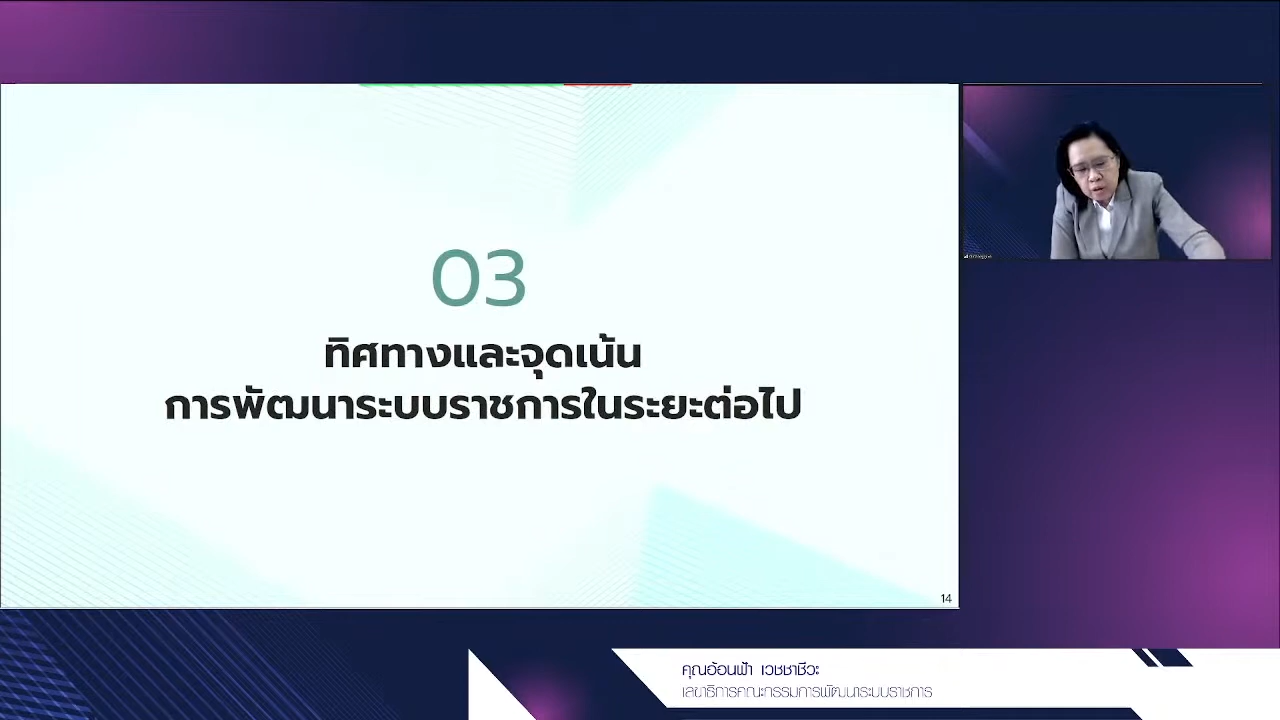 03
ทิศทางและจุดเน้น
การพัฒนาระบบราชการในระยะต่อไป
14
คุณอ้อนฟ้า เวชชาชีวะ
เลขาธิการคณะกรรมการพัฒนาระบบราชการ